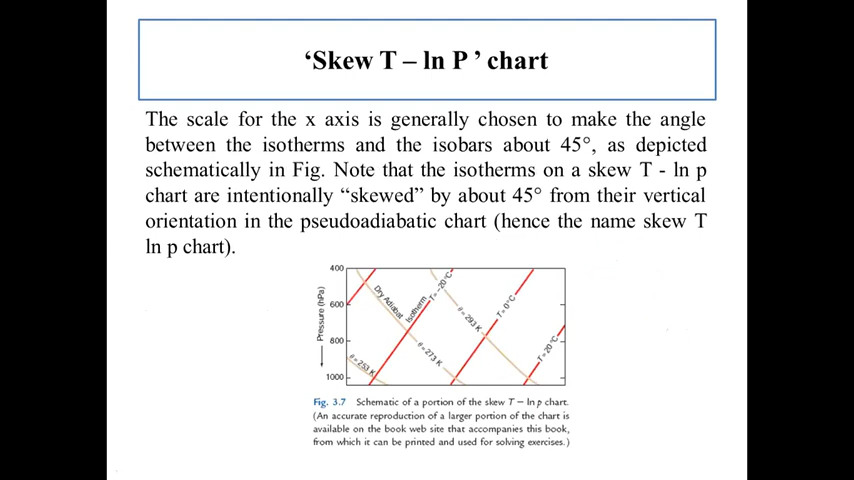 ‘Skew T – ln P ’ chart
The scale for the x axis is generally chosen to make the angle
between the isotherms and the isobars about 45°, as depicted
schematically in Fig. Note that the isotherms on a skew T - ln p
chart are intentionally “skewed” by about 45° from their vertical
orientation in the pseudoadiabatic chart (hence the name skew T
ln p chart).
400
600
800
1000
Pressure (hPa)
Dry Adiabat
Isotherm
T= –20 °C
T= 0 °C
T= 20 °C
θ = 293 K
θ = 273 K
θ = 253 K
Fig. 3.7 Schematic of a portion of the skew T – ln p chart.
(An accurate reproduction of a larger portion of the chart is
available on the book web site that accompanies this book,
from which it can be printed and used for solving exercises.)